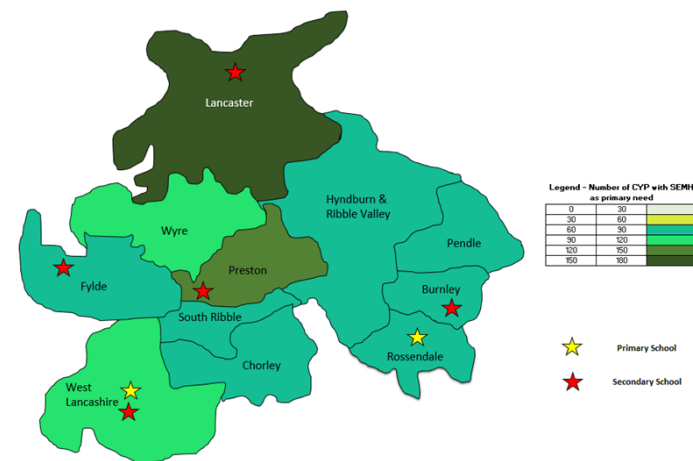 Lancaster
Hyndburn &
Ribble Valley
Wyre
Pendle
Preston
Fylde
Burnley
South Ribble
Rossendale
Chorley
West
Lancashire
Legend - Number of CYP with SEMH
as primary need
0 30
30 60
60 90
90 120
120 150
150 180
Primary School
Secondary School